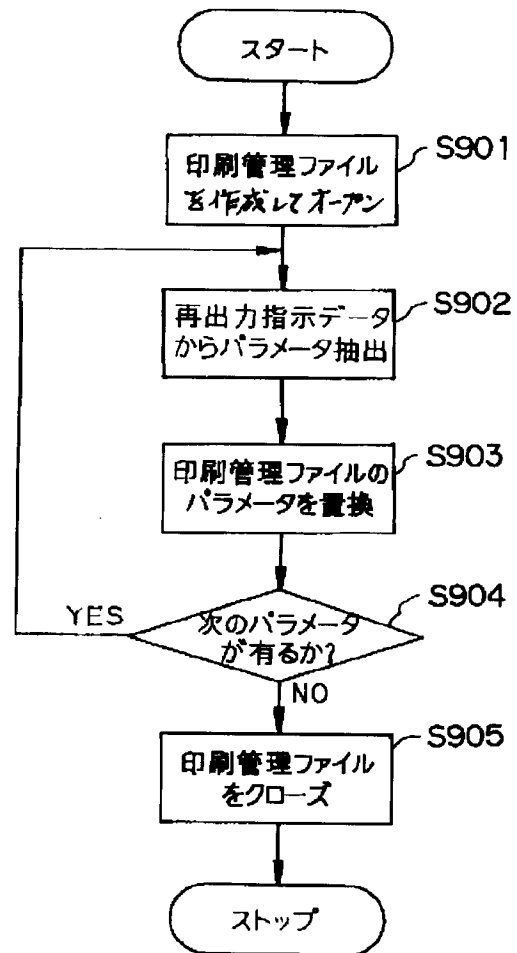 スタート
S901
印刷管理ファイル
を作成してオープン
S902
再出力指示データ
からパラメータ抽出
S903
印刷管理ファイルの
パラメータを置換
S904
YES
次のパラメータ
が有るか?
NO
S905
印刷管理ファイル
をクローズ
ストップ